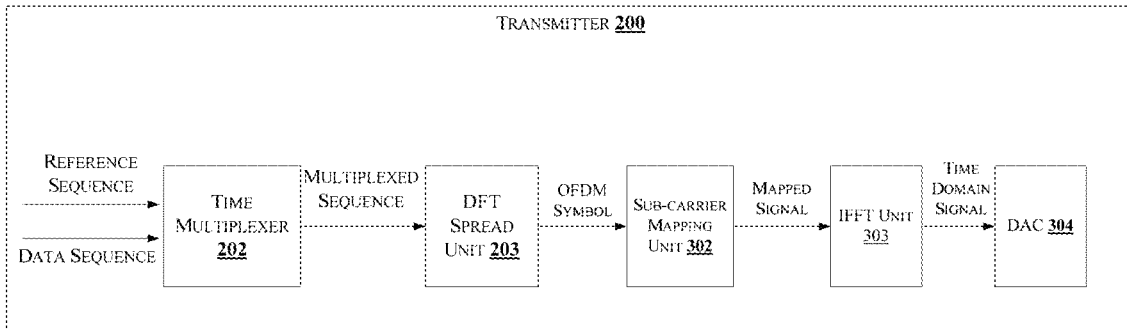 TRANSMITTER 200
REFERENCE
SEQUENCE
DATA SEQUENCE
TIME
MULTIPLEXER
202
MULTIPLEXED
SEQUENCE
DFT
SPREAD
UNIT 203
OFDM
SYMBOL
SUB-CARRIER
MAPPING
UNIT 302
MAPPED
SIGNAL
IFFT UNIT
303
TIME
DOMAIN
SIGNAL
DAC 304